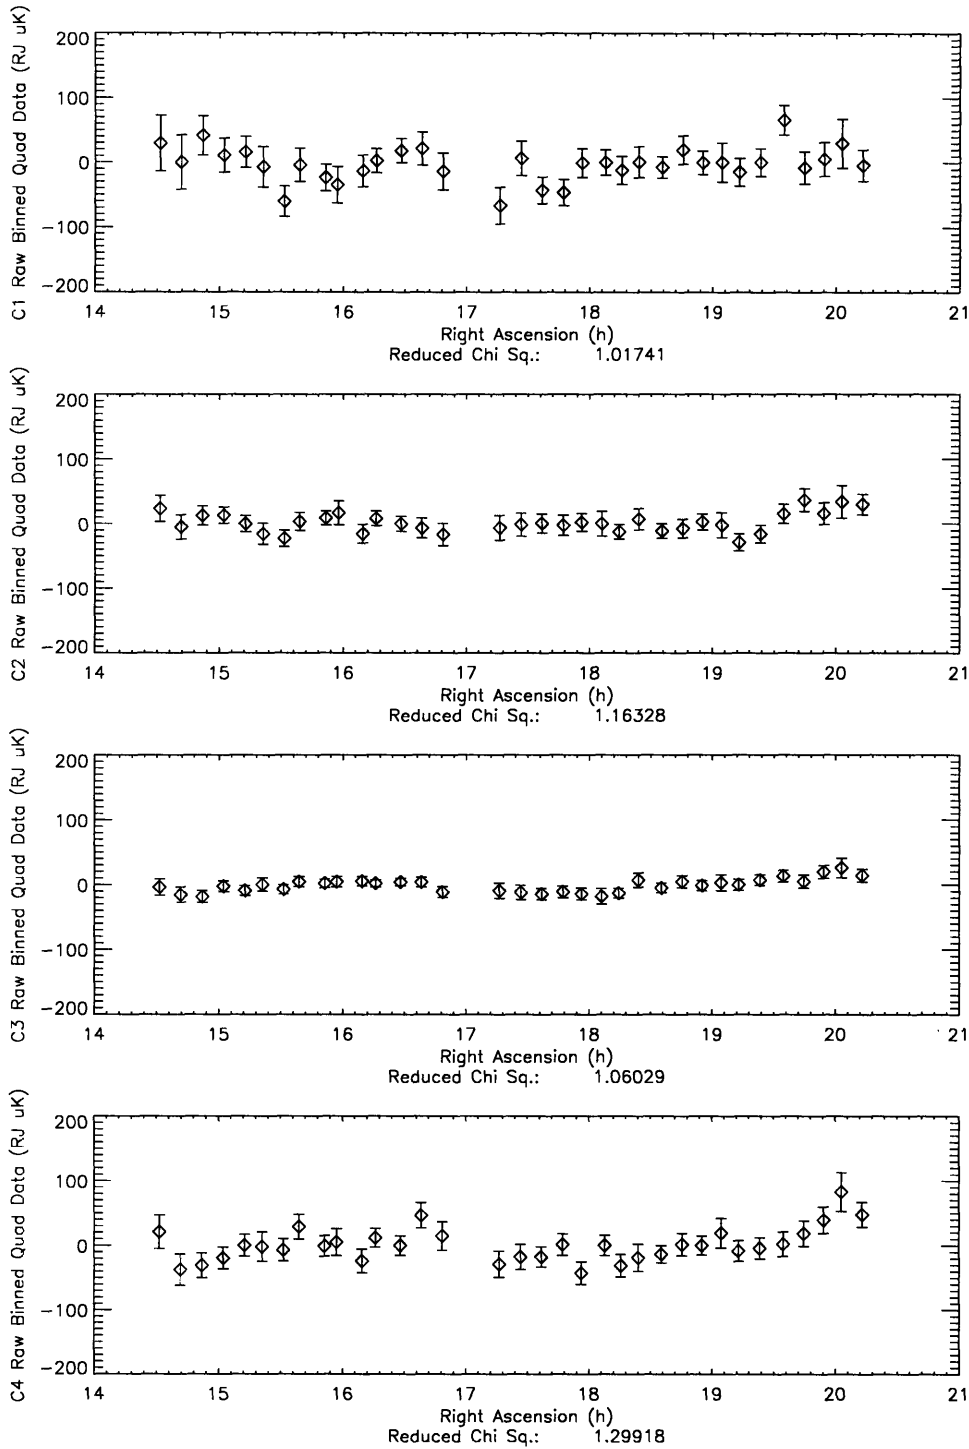 C1 Raw Binned Quad Data (RJ uK)
200
100
0
-100
-200
14 15 16 17 18 19 20 21
Right Ascension (h)
Reduced Chi Sq.: 1.01741
C2 Raw Binned Quad Data (RJ uK)
200
100
0
-100
-200
14 15 16 17 18 19 20 21
Right Ascension (h)
Reduced Chi Sq.: 1.16328
C3 Raw Binned Quad Data (RJ uK)
200
100
0
-100
-200
14 15 16 17 18 19 20 21
Right Ascension (h)
Reduced Chi Sq.: 1.06029
C4 Raw Binned Quad Data (RJ uK)
200
100
0
-100
-200
14 15 16 17 18 19 20 21
Right Ascension (h)
Reduced Chi Sq.: 1.29918